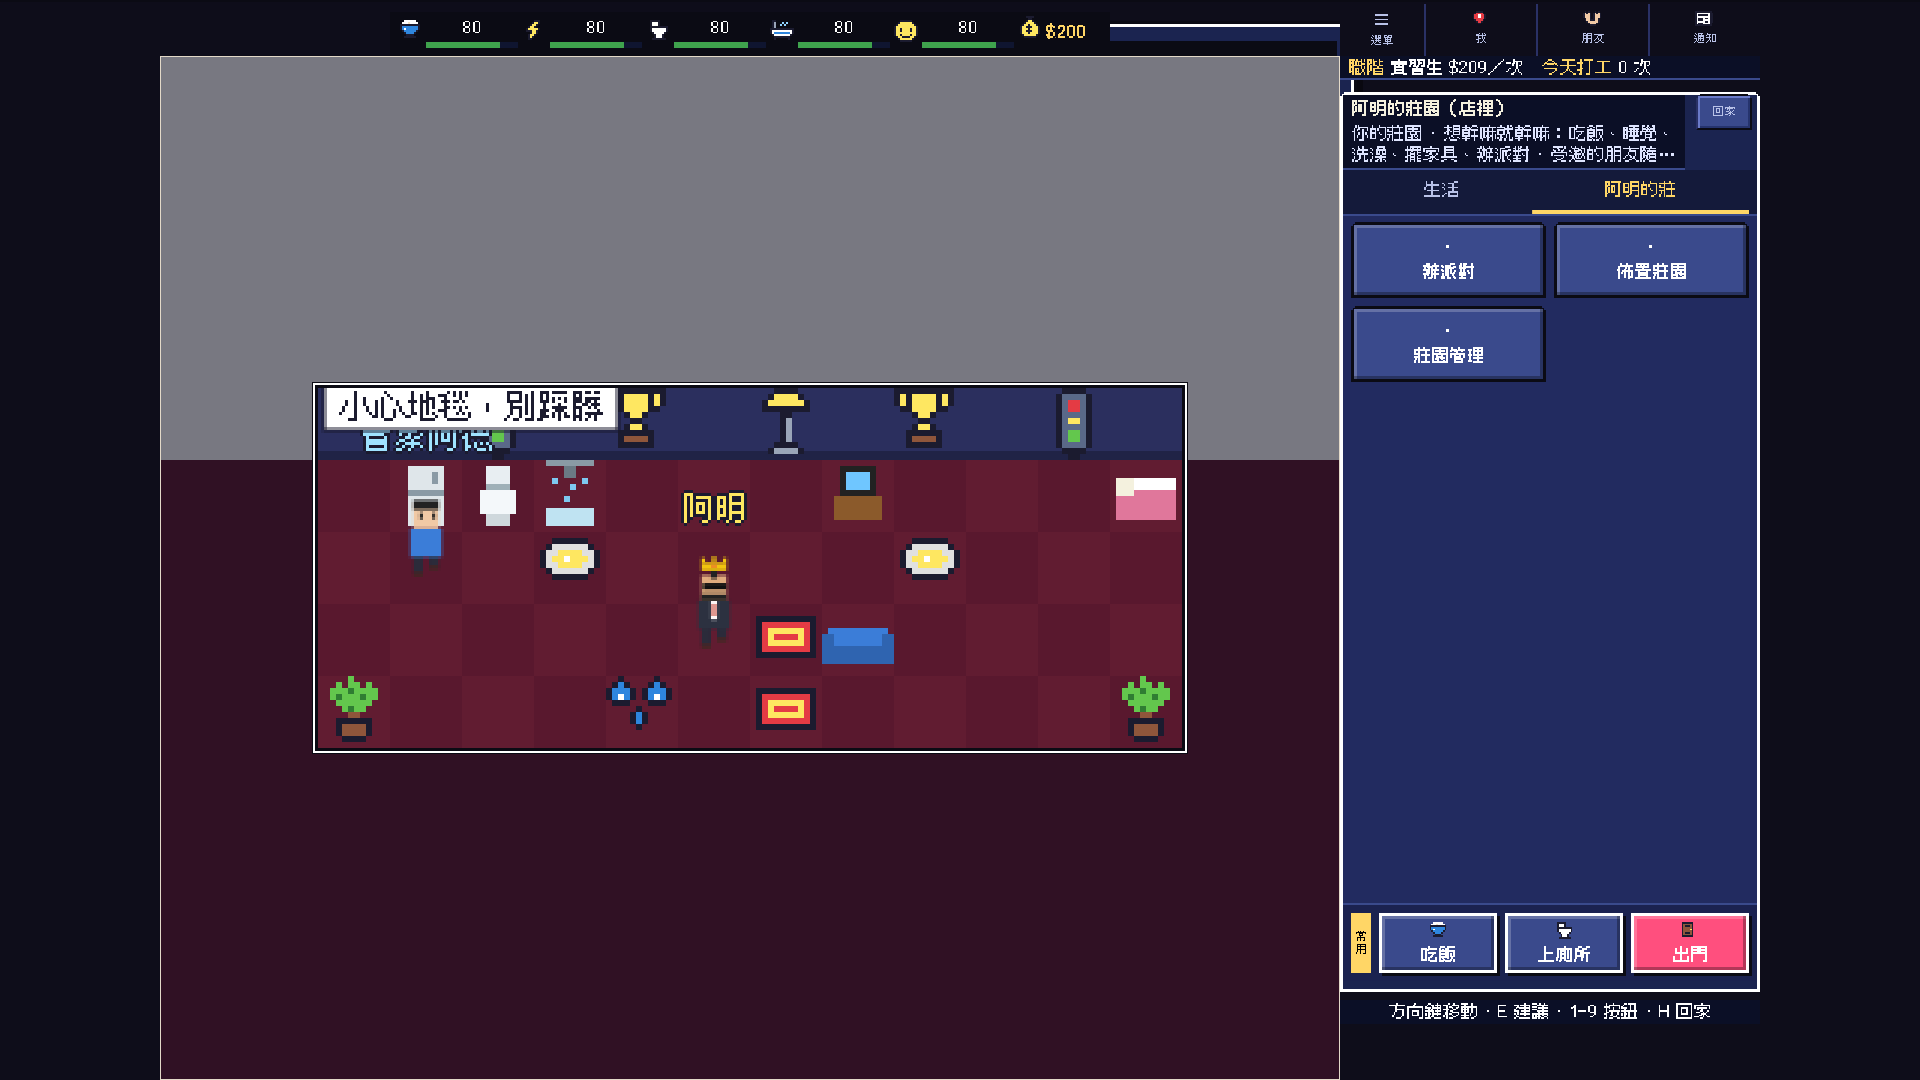 80
80
80
80
80
$200
選單
我
朋友
通知
職階 實習生 $209／次 今天打工 0 次
阿明的莊園（店裡）
回家
你的莊園．想幹嘛就幹嘛：吃飯、睡覺、
洗澡、擺家具、辦派對．受邀的朋友隨…
生活
阿明的莊
辦派對
佈置莊園
莊園管理
小心地毯，別踩髒
管家阿德
阿明
常用
吃飯
上廁所
出門
方向鍵移動．E 建議．1-9 按鈕．H 回家